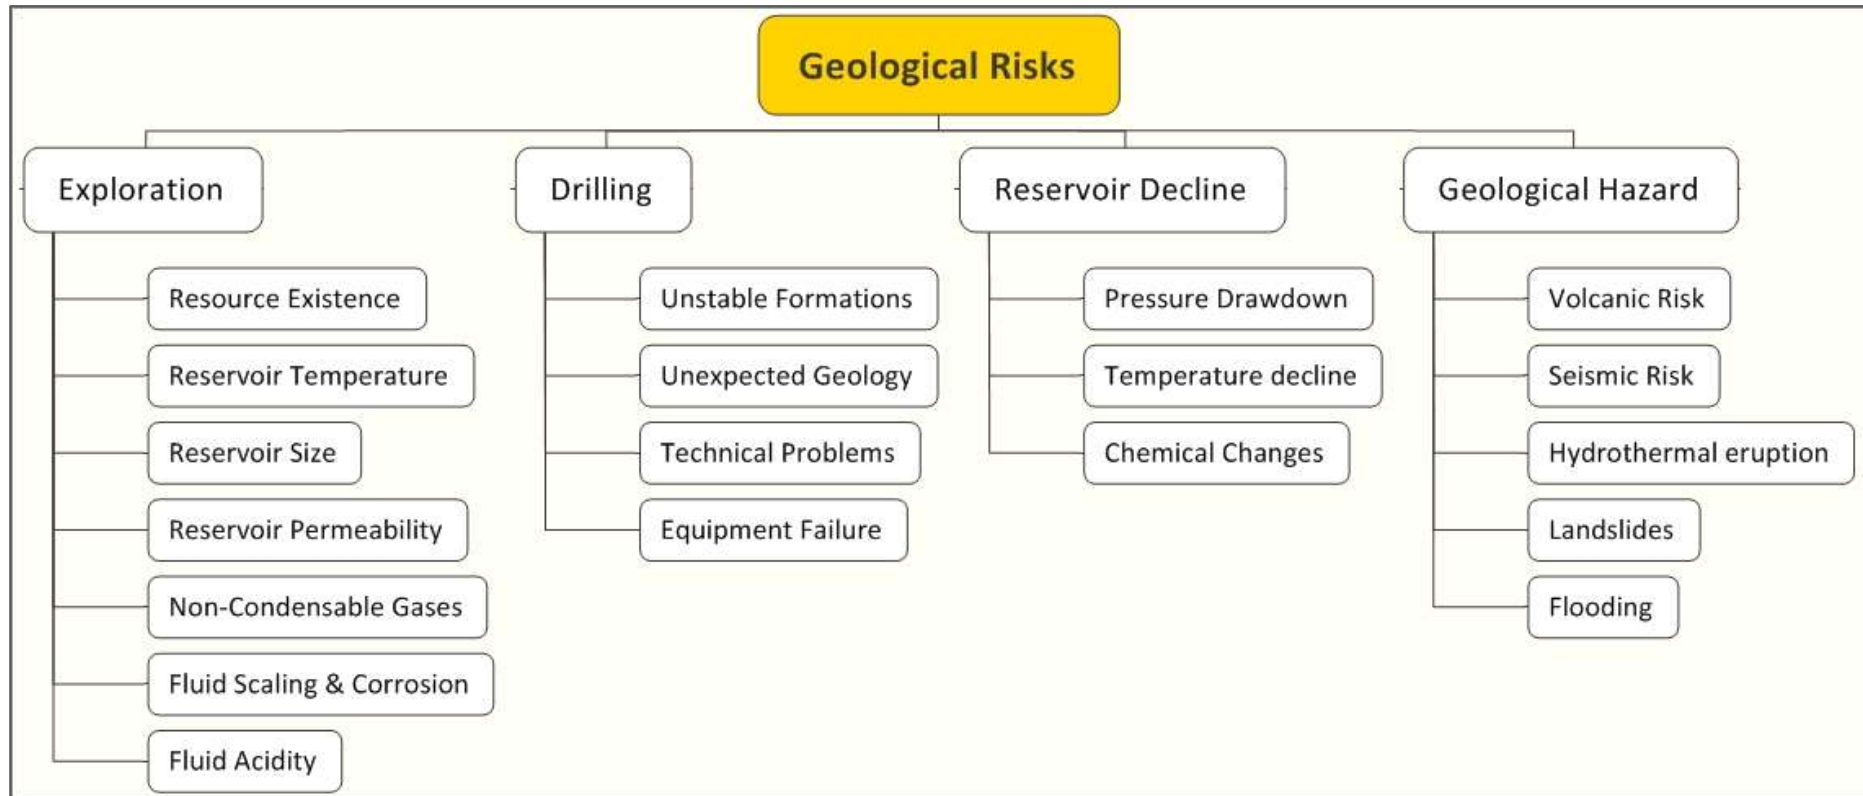 Geological Risks
Exploration
Resource Existence
Reservoir Temperature
Reservoir Size
Reservoir Permeability
Non-Condensable Gases
Fluid Scaling & Corrosion
Fluid Acidity
Drilling
Unstable Formations
Unexpected Geology
Technical Problems
Equipment Failure
Reservoir Decline
Pressure Drawdown
Temperature decline
Chemical Changes
Geological Hazard
Volcanic Risk
Seismic Risk
Hydrothermal eruption
Landslides
Flooding